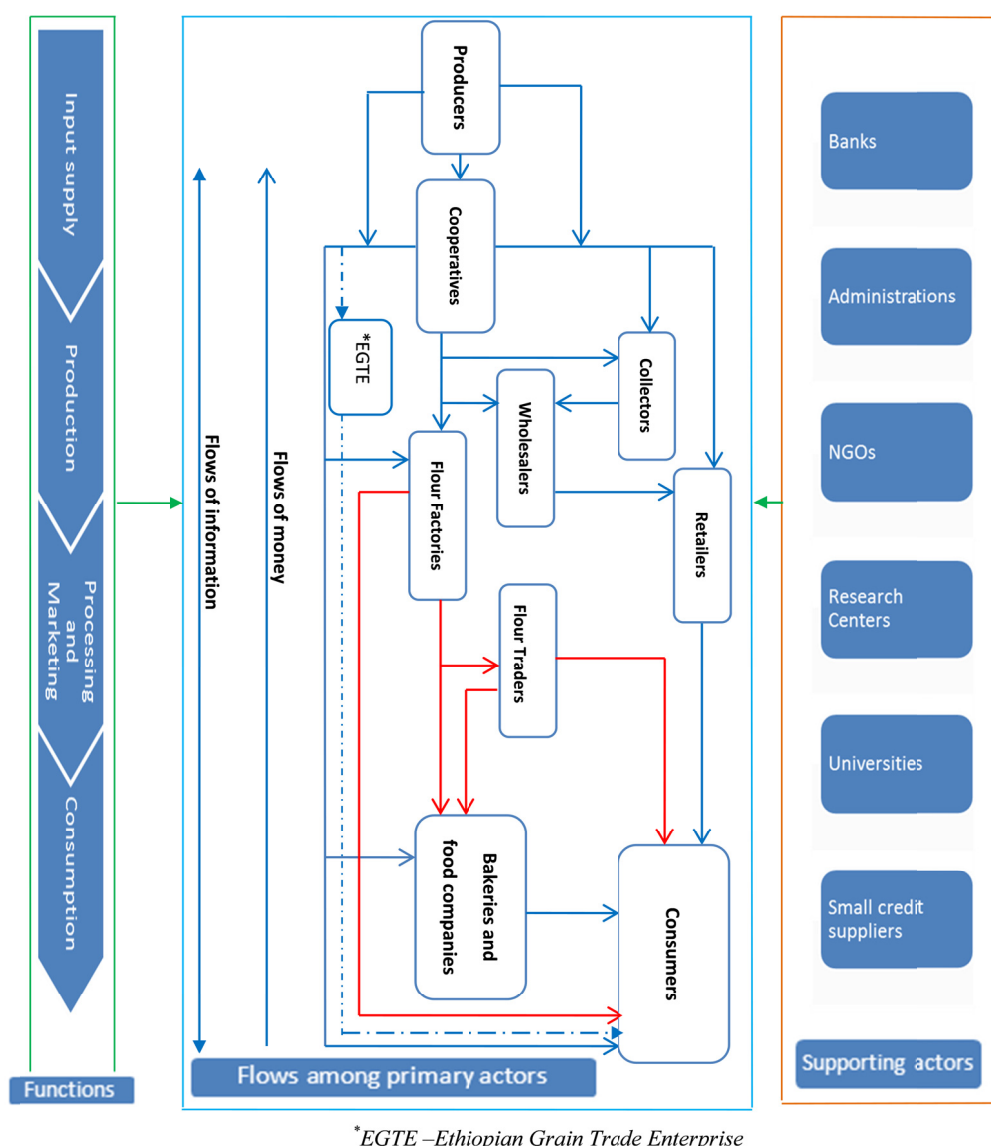 Input supply
Production
Processing
and
Marketing
Consumption
Functions
Flows of information
Flows of money
Producers
Cooperatives
*EGTE
Collectors
Wholesalers
Flour Factories
Retailers
Flour Traders
Bakeries and
food companies
Consumers
Flows among primary actors
Banks
Administrations
NGOs
Research
Centers
Universities
Small credit
suppliers
Supporting actors
*EGTE –Ethiopian Grain Trade Enterprise